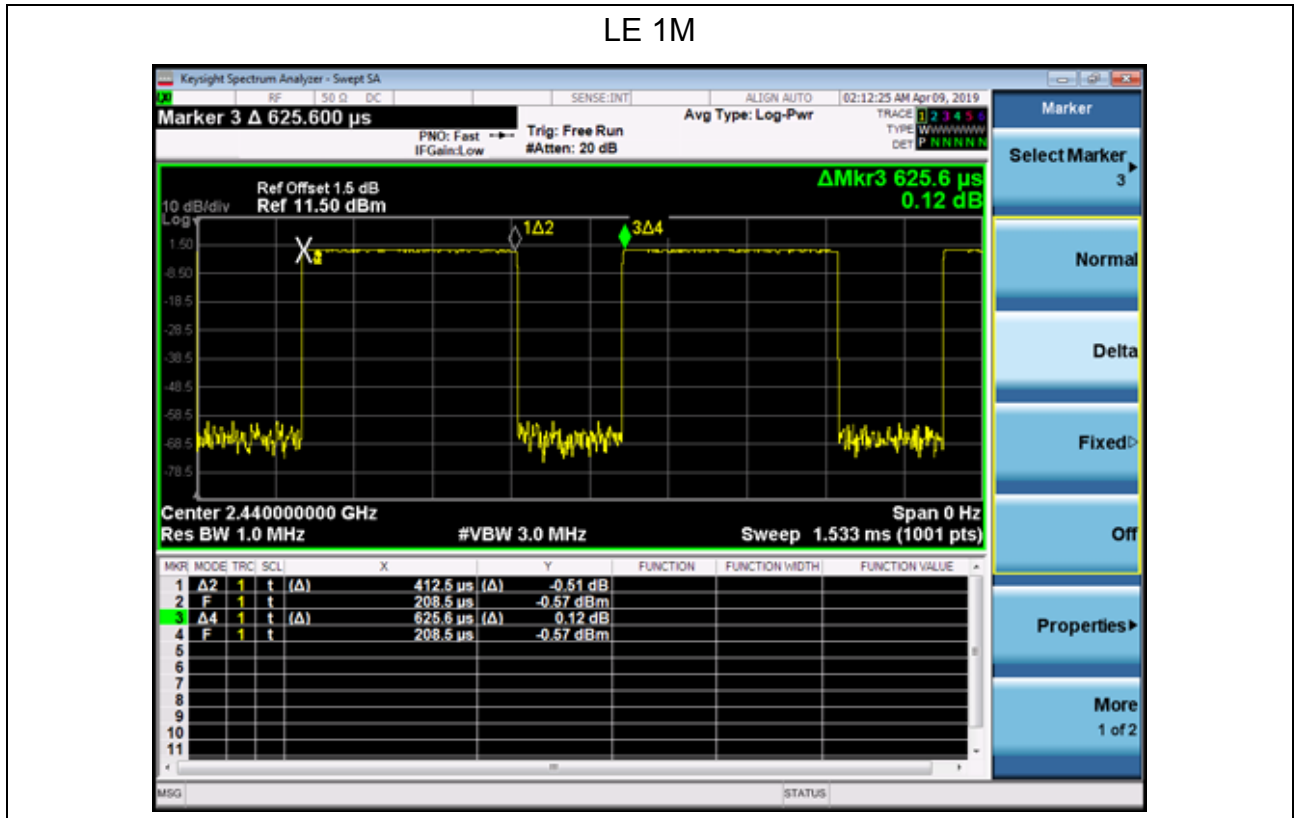 LE 1M
Keysight Spectrum Analyzer - Swept SA
RF 50 Ω DC SENSE:INT ALIGN AUTO 02:12:25 AM Apr 09, 2019
Marker 3 Δ 625.600 µs
PNO: Fast
IFGain:Low
Trig: Free Run
#Atten: 20 dB
Avg Type: Log-Pwr
TRACE 1 2 3 4 5 6
TYPE WWWWWW
DET P N N N N N
Marker
Select Marker
3
ΔMkr3 625.6 µs
0.12 dB
Ref Offset 1.5 dB
10 dB/div Ref 11.50 dBm
Log
1Δ2 3Δ4
1.50
-8.50
-18.5
-28.5
-38.5
-48.5
-58.5
-68.5
-78.5
Normal
Delta
Fixed
Off
Center 2.440000000 GHz Span 0 Hz
Res BW 1.0 MHz #VBW 3.0 MHz Sweep 1.533 ms (1001 pts)
MKR MODE TRC SCL X Y FUNCTION FUNCTION WIDTH FUNCTION VALUE
1 Δ2 1 t (Δ) 412.5 µs (Δ) -0.51 dB
2 F 1 t 208.5 µs -0.57 dBm
3 Δ4 1 t (Δ) 625.6 µs (Δ) 0.12 dB
4 F 1 t 208.5 µs -0.57 dBm
5
6
7
8
9
10
11
Properties
More
1 of 2
MSG STATUS